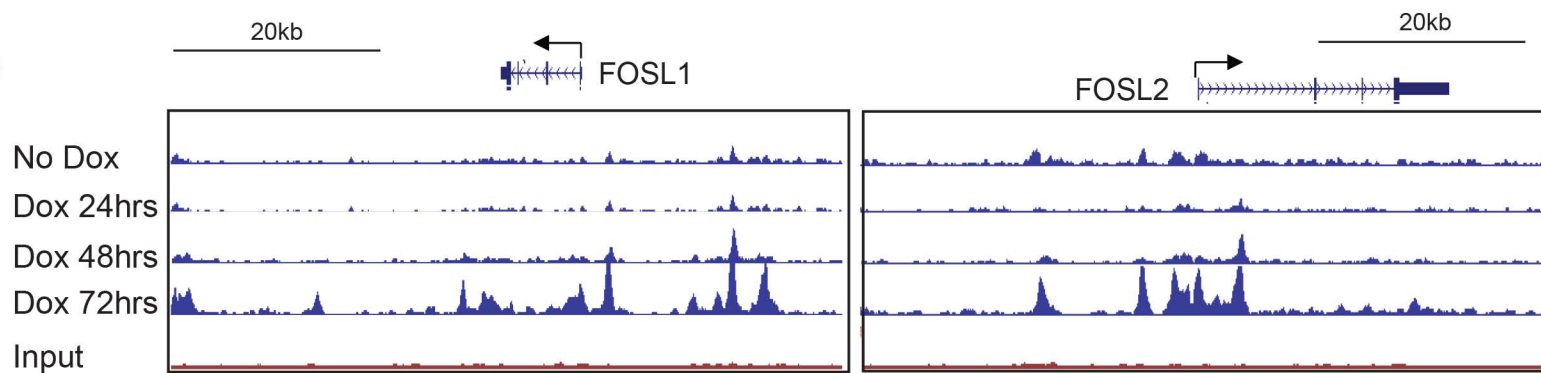 20kb
FOSL1
20kb
FOSL2
No Dox
Dox 24hrs
Dox 48hrs
Dox 72hrs
Input